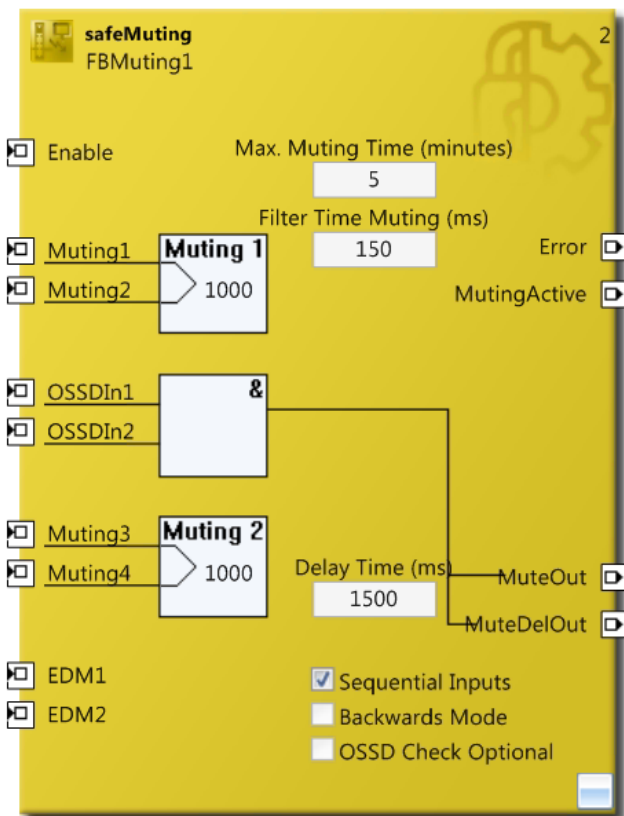 safeMuting 2
FBMuting1
Enable Max. Muting Time (minutes)
5
Filter Time Muting (ms)
Muting1 Muting 1 150 Error
Muting2 1000 MutingActive
OSSDIn1 &
OSSDIn2
Muting3 Muting 2
Muting4 1000 Delay Time (ms) MuteOut
1500
MuteDelOut
EDM1 Sequential Inputs
EDM2 Backwards Mode
OSSD Check Optional